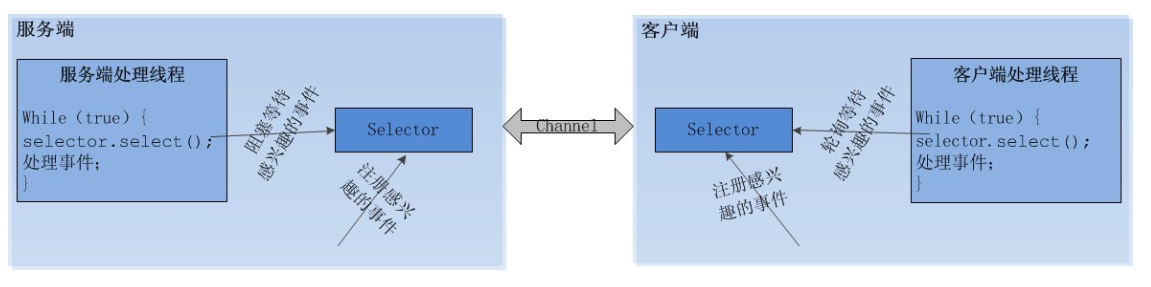 服务端
服务端处理线程
While（true）{
selector.select();
处理事件;
}
阻塞等待
感兴趣的事件
Selector
注册感兴
趣的事件
Channel
客户端
Selector
轮询等待
感兴趣的事件
注册感兴
趣的事件
客户端处理线程
While（true）{
selector.select();
处理事件;
}